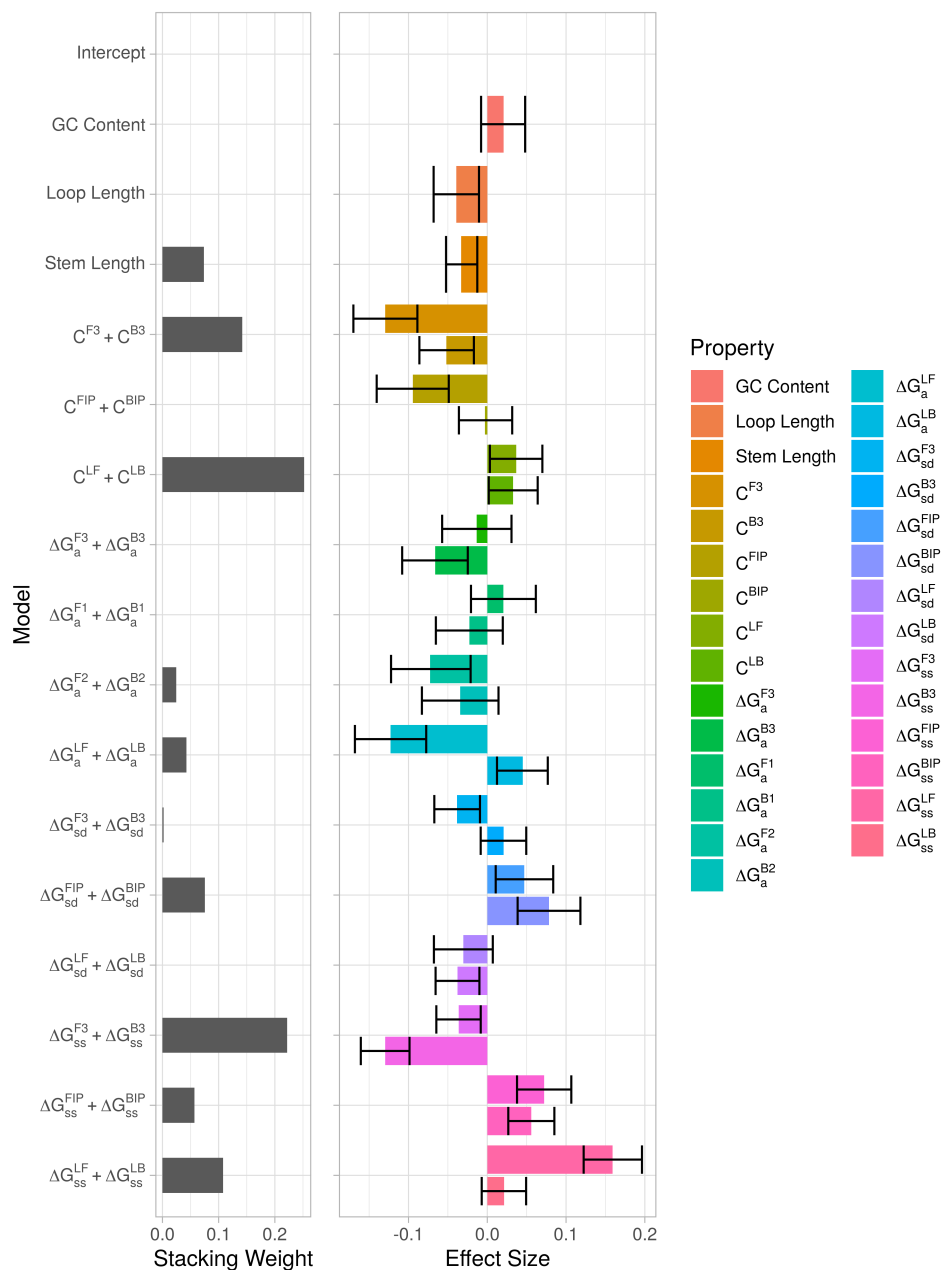 Model
Intercept
GC Content
Loop Length
Stem Length
C^F3 + C^B3
C^FIP + C^BIP
C^LF + C^LB
ΔG_a^F3 + ΔG_a^B3
ΔG_a^F1 + ΔG_a^B1
ΔG_a^F2 + ΔG_a^B2
ΔG_a^LF + ΔG_a^LB
ΔG_sd^F3 + ΔG_sd^B3
ΔG_sd^FIP + ΔG_sd^BIP
ΔG_sd^LF + ΔG_sd^LB
ΔG_ss^F3 + ΔG_ss^B3
ΔG_ss^FIP + ΔG_ss^BIP
ΔG_ss^LF + ΔG_ss^LB
0.0 0.1 0.2
Stacking Weight
-0.1 0.0 0.1 0.2
Effect Size
Property
GC Content
Loop Length
Stem Length
C^F3
C^B3
C^FIP
C^BIP
C^LF
C^LB
ΔG_a^F3
ΔG_a^B3
ΔG_a^F1
ΔG_a^B1
ΔG_a^F2
ΔG_a^B2
ΔG_a^LF
ΔG_a^LB
ΔG_sd^F3
ΔG_sd^B3
ΔG_sd^FIP
ΔG_sd^BIP
ΔG_sd^LF
ΔG_sd^LB
ΔG_ss^F3
ΔG_ss^B3
ΔG_ss^FIP
ΔG_ss^BIP
ΔG_ss^LF
ΔG_ss^LB